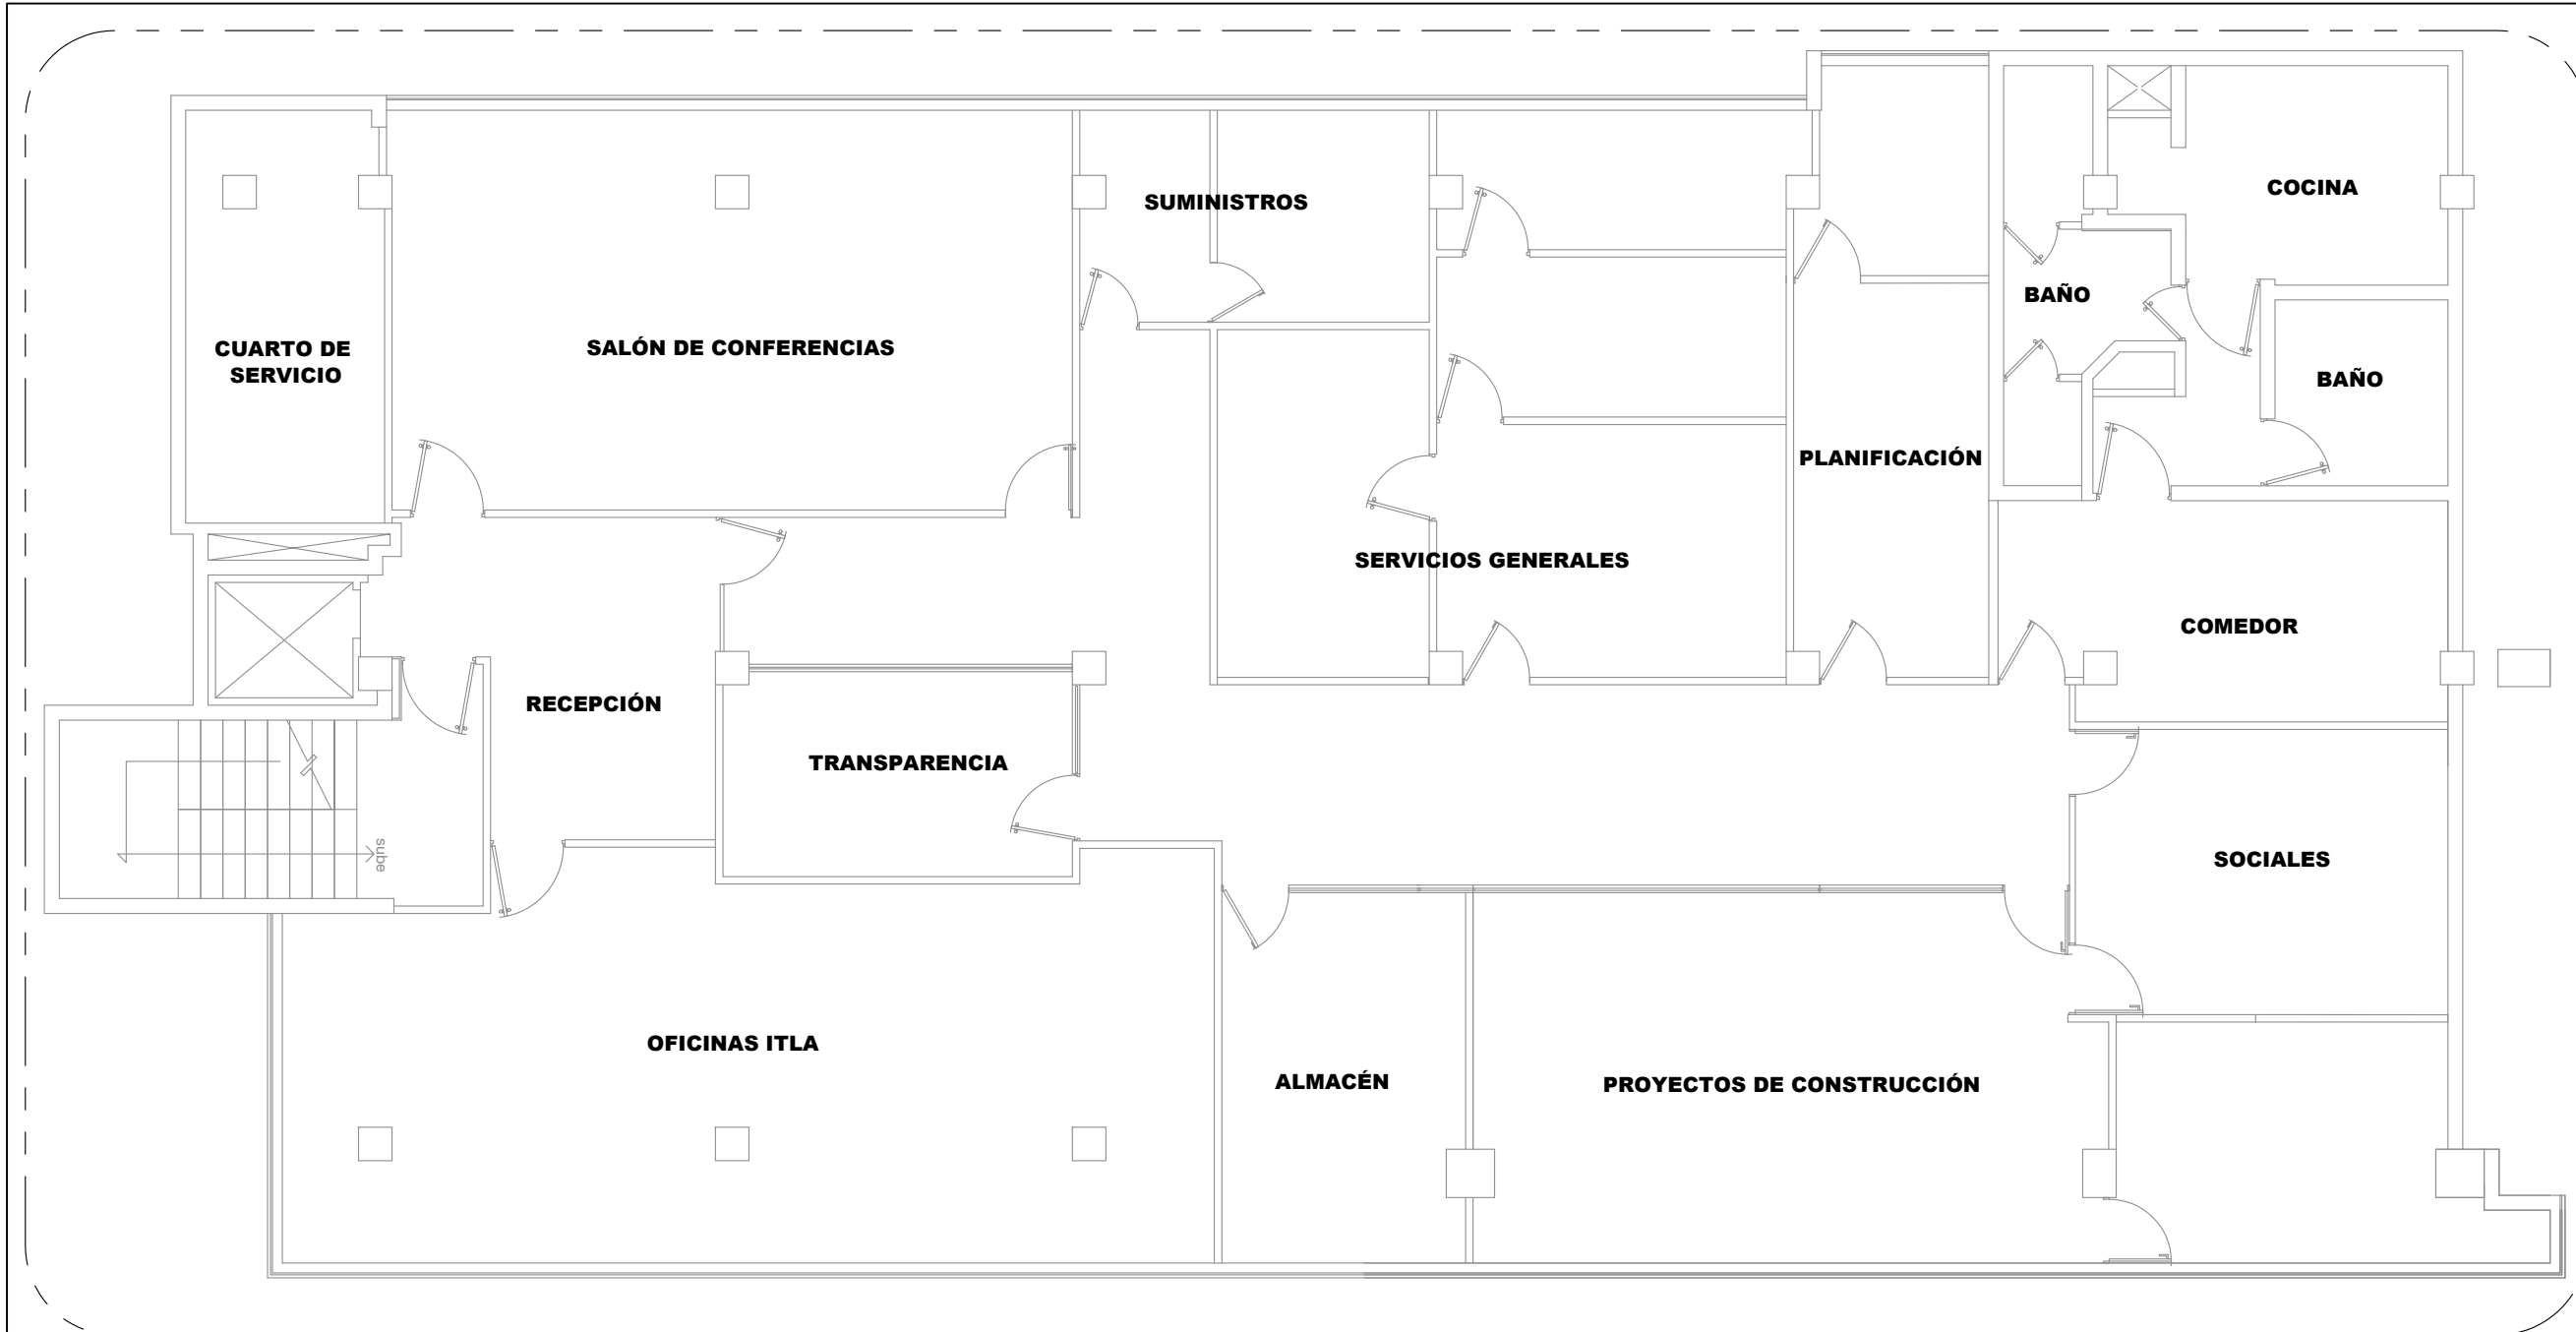 COCINA
SUMINISTROS
BAÑO
CUARTO DE
SERVICIO
SALÓN DE CONFERENCIAS
BAÑO
PLANIFICACIÓN
SERVICIOS GENERALES
COMEDOR
RECEPCIÓN
TRANSPARENCIA
sube
SOCIALES
OFICINAS ITLA
ALMACÉN
PROYECTOS DE CONSTRUCCIÓN